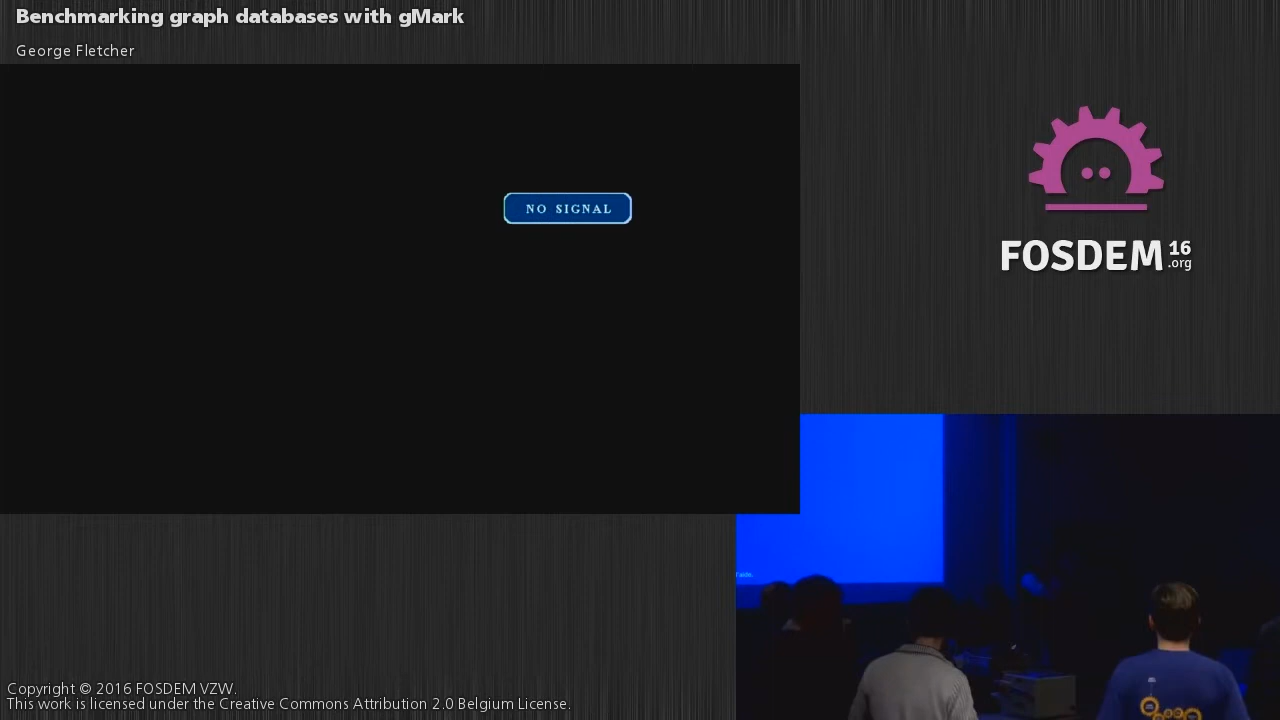 Benchmarking graph databases with gMark
George Fletcher
NO SIGNAL
FOSDEM 16
.org
l'aide.
Copyright © 2016 FOSDEM VZW.
This work is licensed under the Creative Commons Attribution 2.0 Belgium License.